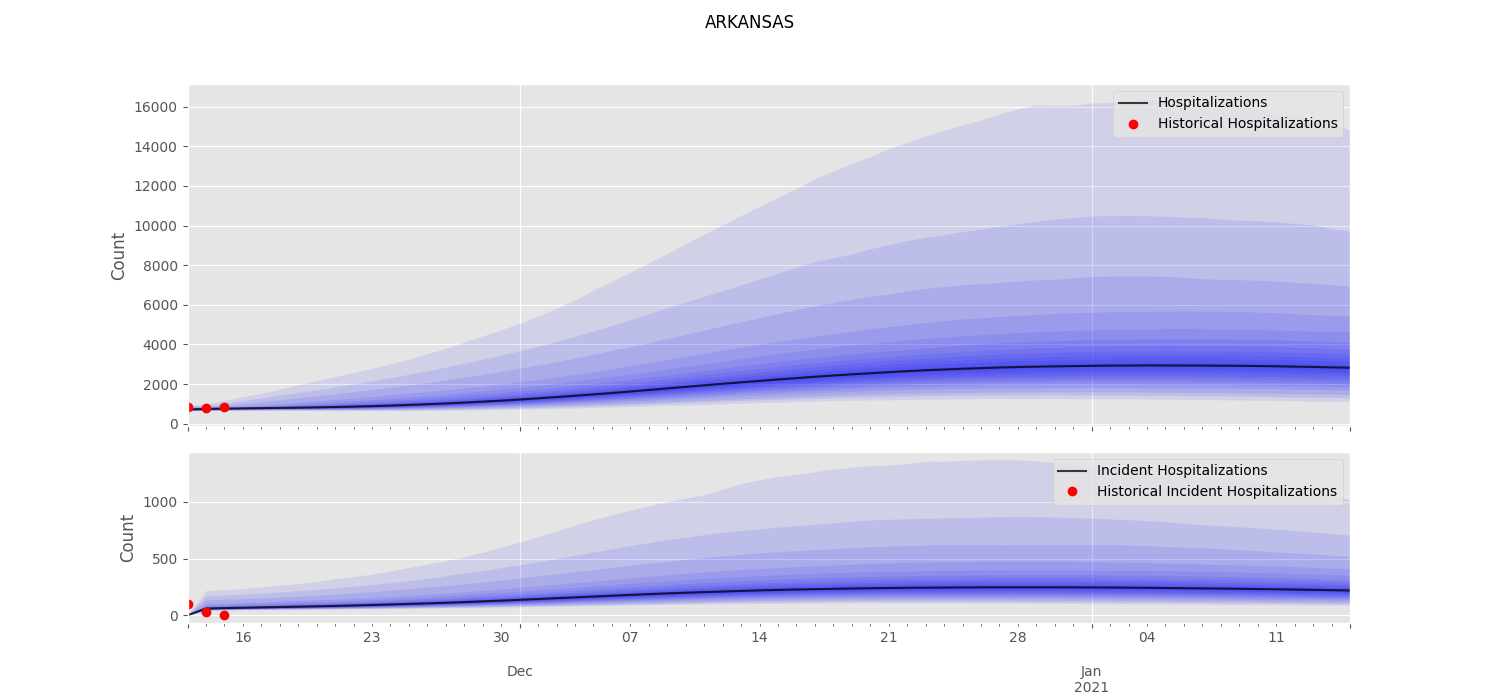 ARKANSAS
Count
16000
14000
12000
10000
8000
6000
4000
2000
0
Hospitalizations
Historical Hospitalizations
Count
1000
500
0
Incident Hospitalizations
Historical Incident Hospitalizations
16 23 30 07 14 21 28 04 11
Dec Jan
2021